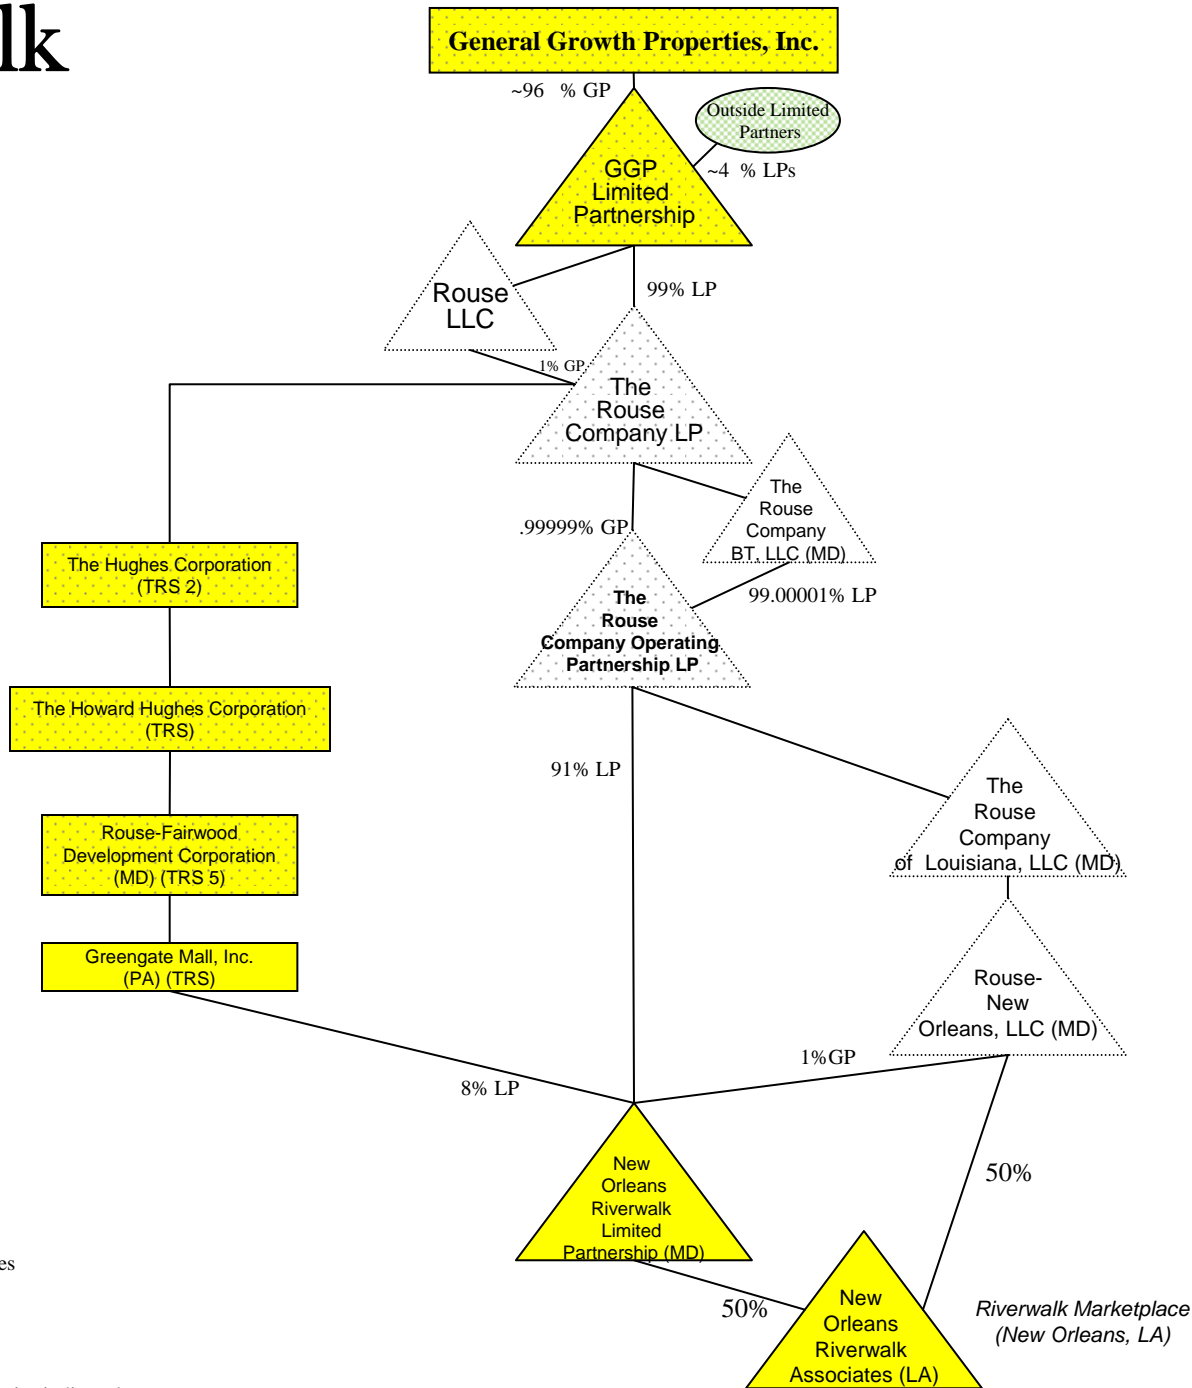 lk
General Growth Properties, Inc.
~96 % GP
Outside Limited
Partners
~4 % LPs
GGP
Limited
Partnership
Rouse
LLC
99% LP
1% GP
The
Rouse
Company LP
The
Rouse
Company
BT, LLC (MD)
.99999% GP
99.00001% LP
The Hughes Corporation
(TRS 2)
The
Rouse
Company Operating
Partnership LP
The Howard Hughes Corporation
(TRS)
91% LP
The
Rouse
Company
of Louisiana, LLC (MD)
Rouse-Fairwood
Development Corporation
(MD) (TRS 5)
Greengate Mall, Inc.
(PA) (TRS)
Rouse-
New
Orleans, LLC (MD)
1%GP
8% LP
New
Orleans
Riverwalk
Limited
Partnership (MD)
50%
es
50%
New
Orleans
Riverwalk
Associates (LA)
Riverwalk Marketplace
(New Orleans, LA)